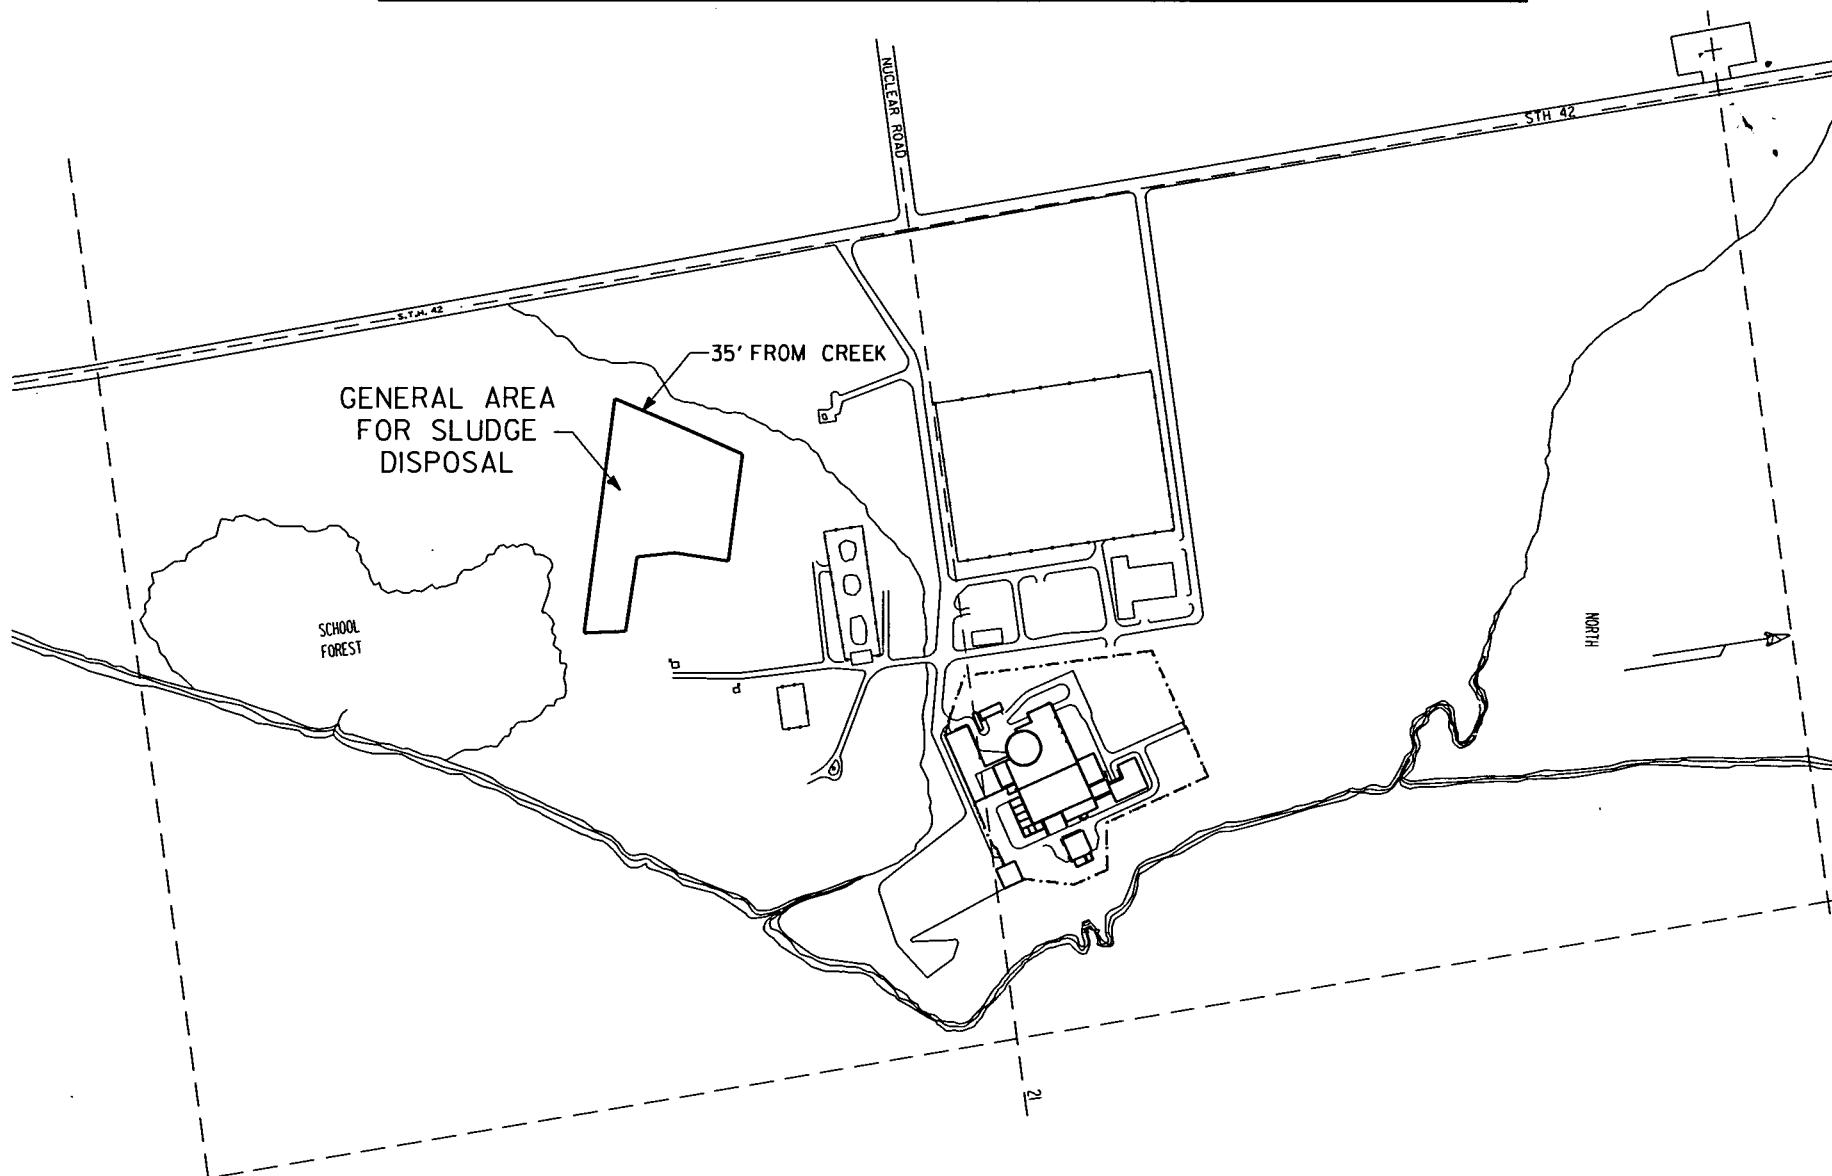 NUCLEAR ROAD
STH 42
S.T.H. 42
35' FROM CREEK
GENERAL AREA
FOR SLUDGE
DISPOSAL
SCHOOL
FOREST
NORTH
21